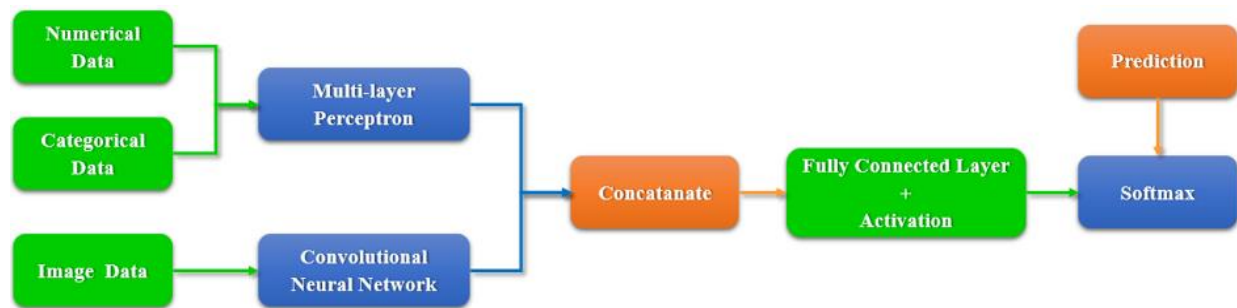 Numerical
Data
Categorical
Data
Image Data
Multi-layer
Perceptron
Convolutional
Neural Network
Concatanate
Fully Connected Layer
+
Activation
Prediction
Softmax